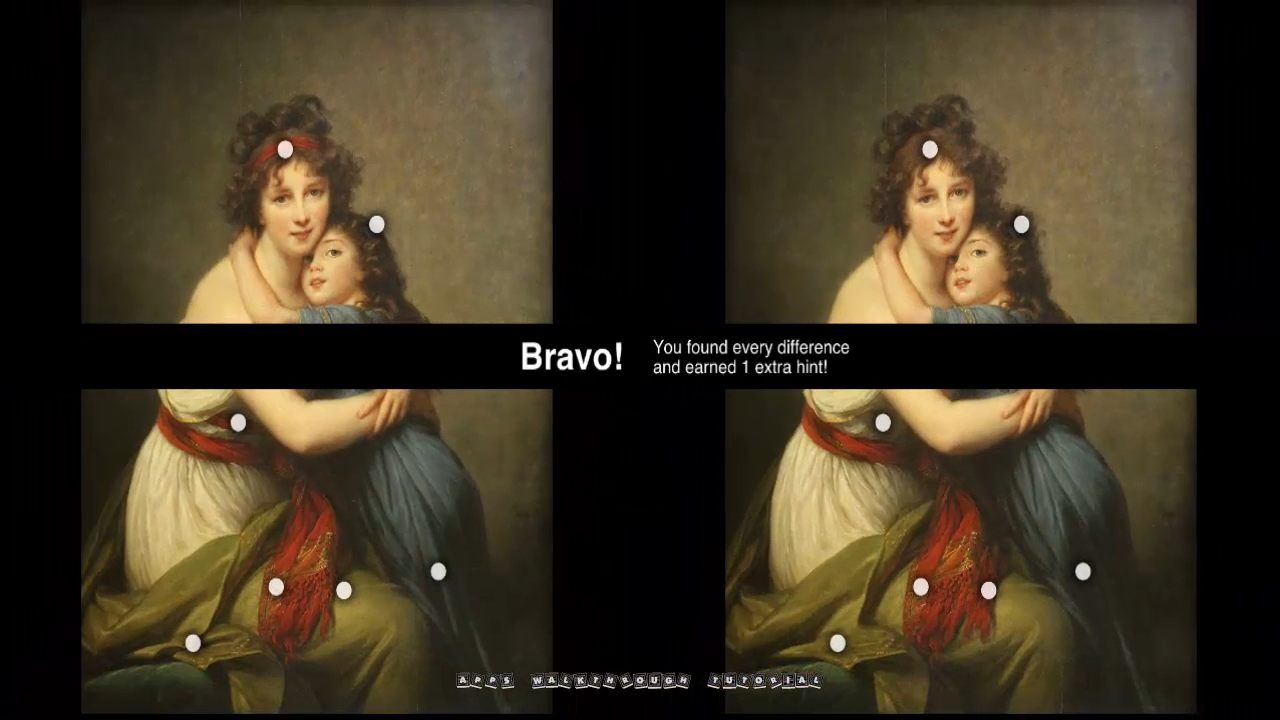 Bravo!
You found every difference
and earned 1 extra hint!
APPS WALKTHROUGH TUTORIAL